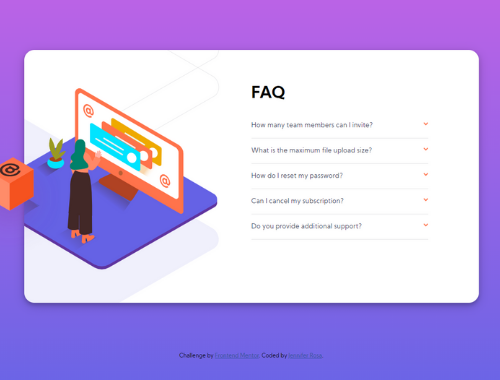 FAQ
How many team members can I invite?
What is the maximum file upload size?
How do I reset my password?
Can I cancel my subscription?
Do you provide additional support?
Challenge by Frontend Mentor. Coded by